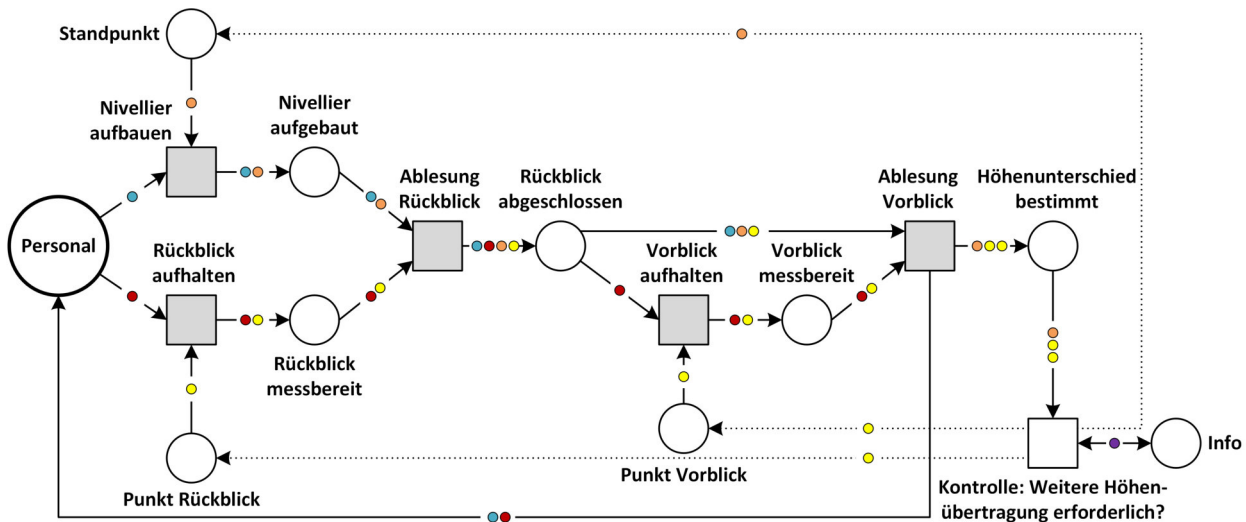 Standpunkt
Nivellier
aufbauen
Nivellier
aufgebaut
Ablesung
Rückblick
Rückblick
abgeschlossen
Ablesung
Vorblick
Höhenunterschied
bestimmt
Personal
Rückblick
aufhalten
Vorblick
aufhalten
Vorblick
messbereit
Rückblick
messbereit
Punkt Rückblick
Punkt Vorblick
Info
Kontrolle: Weitere Höhen-
übertragung erforderlich?